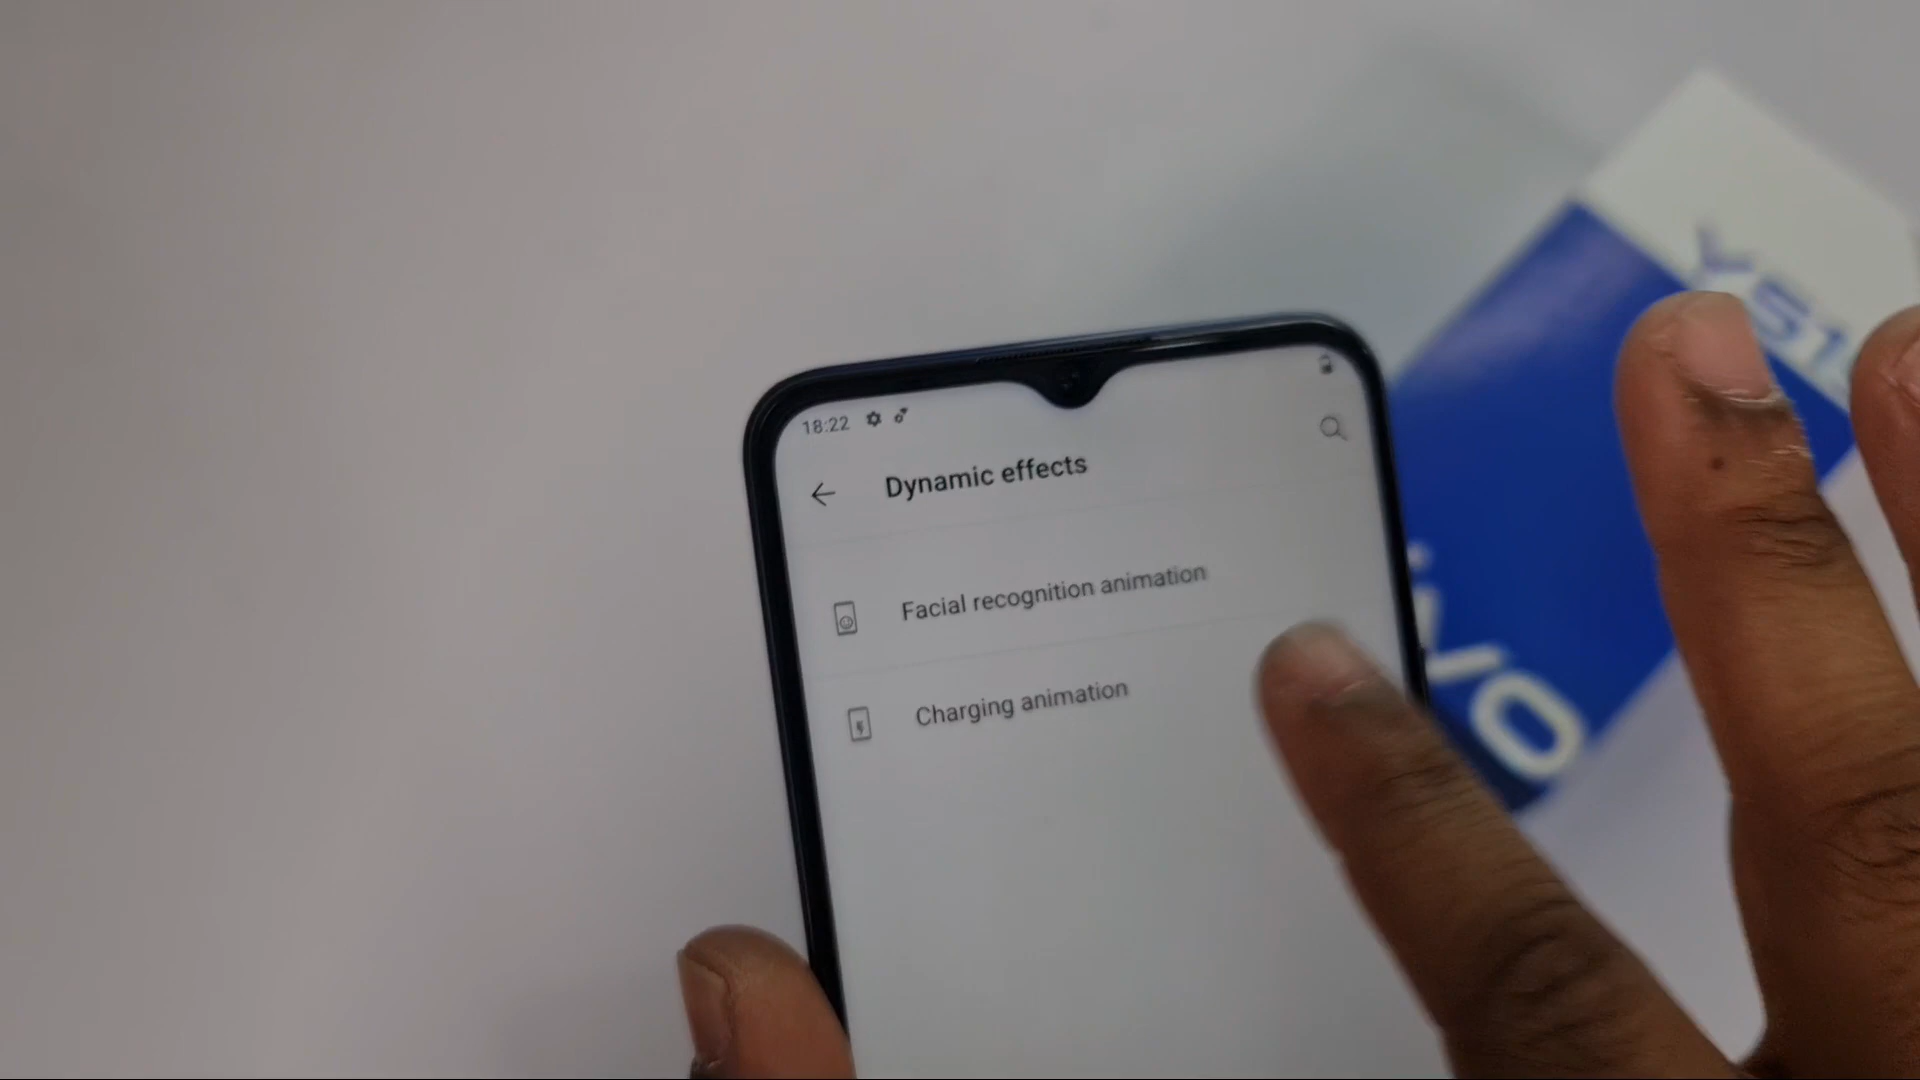 18:22
Dynamic effects
Facial recognition animation
Charging animation